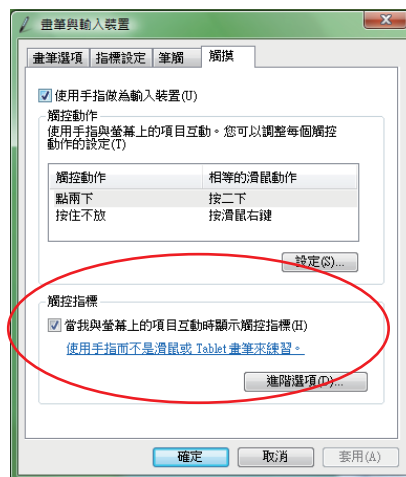 畫筆與輸入裝置
畫筆選項 指標設定 筆觸 觸摸
使用手指做為輸入裝置(U)
觸控動作
使用手指與螢幕上的項目互動。您可以調整每個觸控
動作的設定(T)
觸控動作 相等的滑鼠動作
點兩下 按二下
按住不放 按滑鼠右鍵
設定(S)...
觸控指標
當我與螢幕上的項目互動時顯示觸控指標(H)
使用手指而不是滑鼠或 Tablet 畫筆來練習。
進階選項(D)...
確定 取消 套用(A)